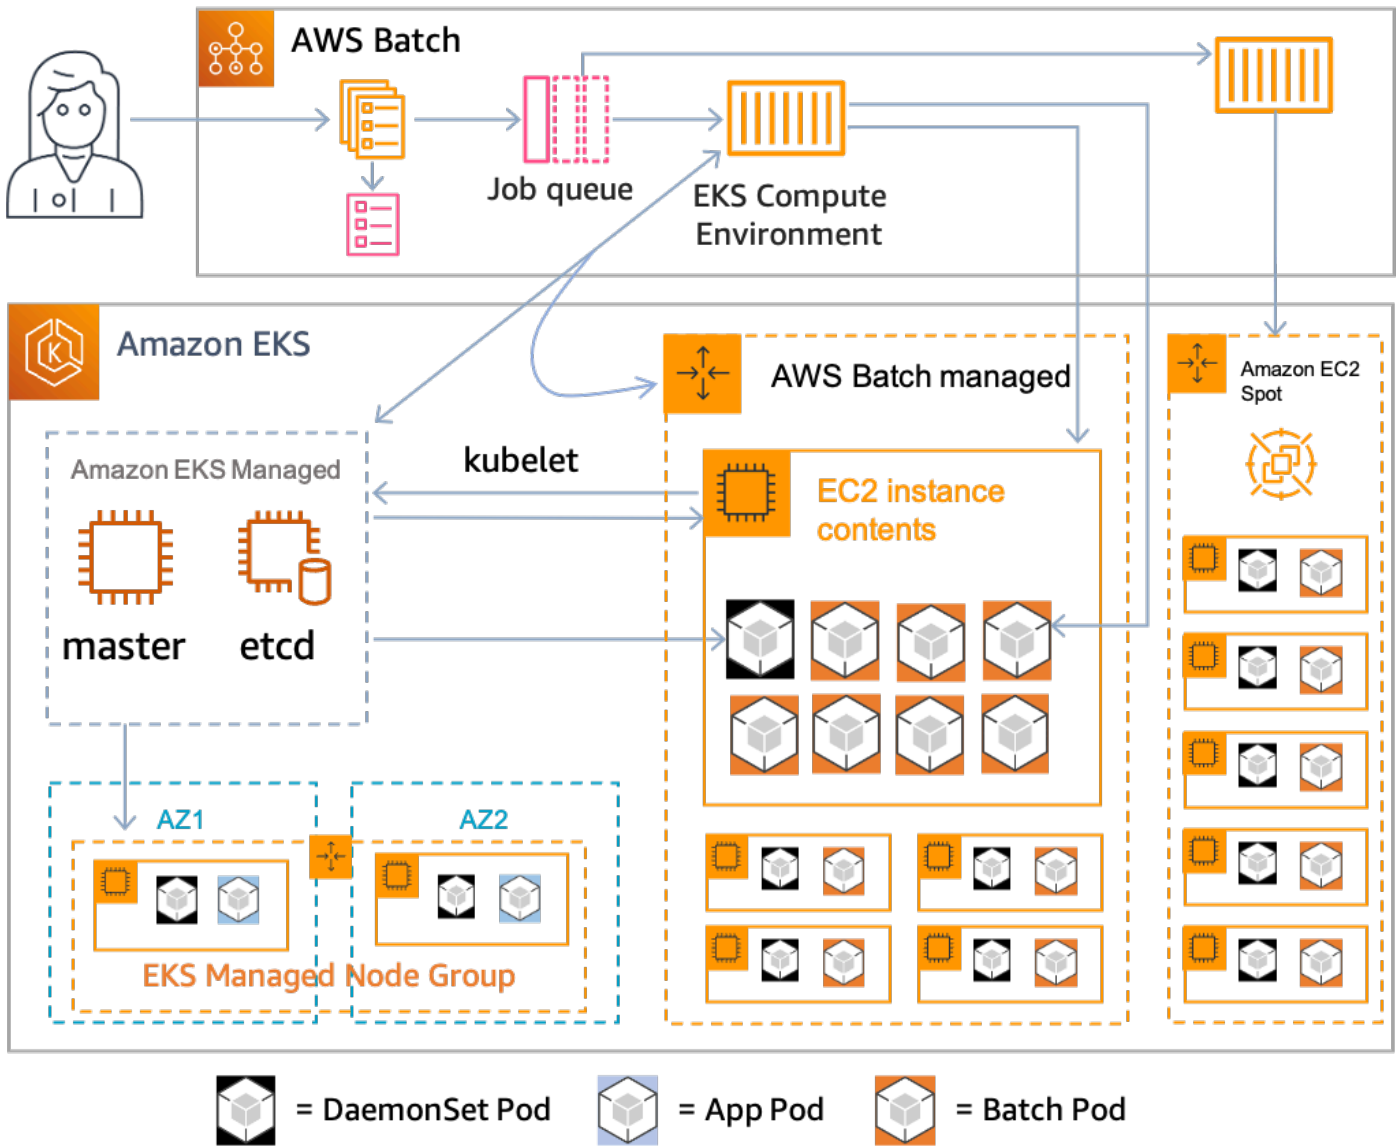 AWS Batch
Job queue
EKS Compute
Environment
Amazon EKS
K
Amazon EKS Managed
master
etcd
kubelet
AWS Batch managed
EC2 instance
contents
Amazon EC2
Spot
AZ1
AZ2
EKS Managed Node Group
= DaemonSet Pod
= App Pod
= Batch Pod